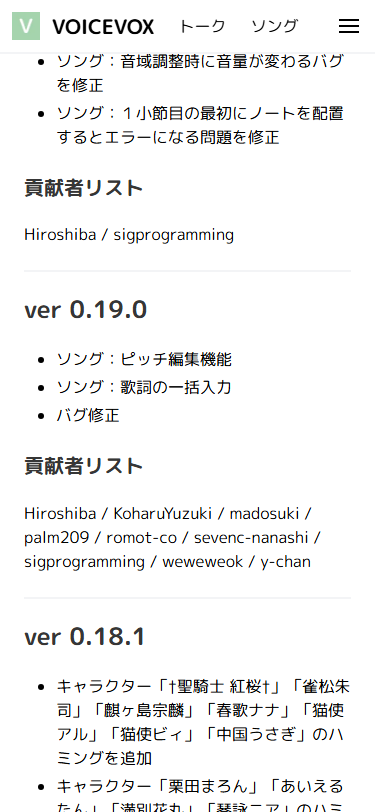 V VOICEVOX トーク ソング
ソング：音域調整時に音量が変わるバグ
を修正
ソング：１小節目の最初にノートを配置
するとエラーになる問題を修正
貢献者リスト
Hiroshiba / sigprogramming
ver 0.19.0
ソング：ピッチ編集機能
ソング：歌詞の一括入力
バグ修正
貢献者リスト
Hiroshiba / KoharuYuzuki / madosuki /
palm209 / romot-co / sevenc-nanashi /
sigprogramming / weweweok / y-chan
ver 0.18.1
キャラクター「†聖騎士 紅桜†」「雀松朱
司」「麒ヶ島宗麟」「春歌ナナ」「猫使
アル」「猫使ビィ」「中国うさぎ」のハ
ミングを追加
キャラクター「栗田まろん」「あいえる
たん」「満別花丸」「琴詠ニア」のハミ